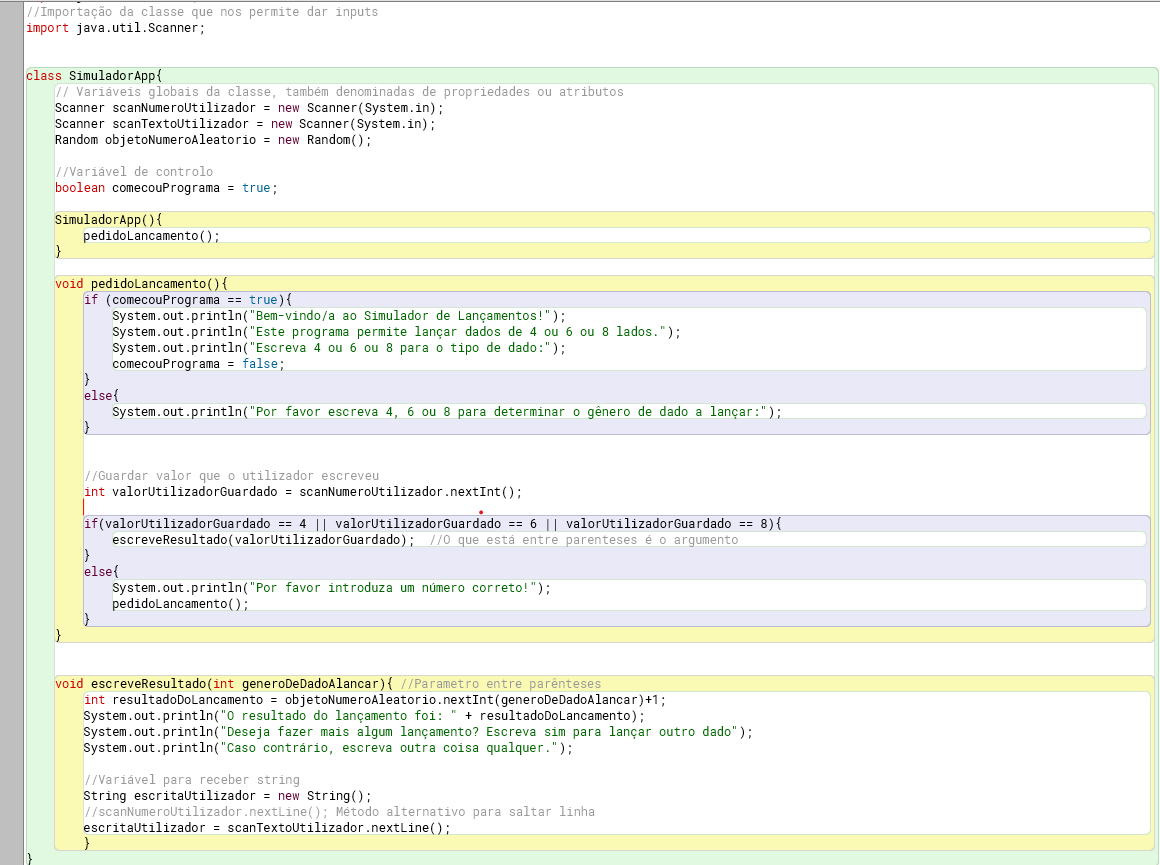 //Importação da classe que nos permite dar inputs
import java.util.Scanner;
class SimuladorApp{
// Variáveis globais da classe, também denominadas de propriedades ou atributos
Scanner scanNumeroUtilizador = new Scanner(System.in);
Scanner scanTextoUtilizador = new Scanner(System.in);
Random objetoNumeroAleatorio = new Random();
//Variável de controlo
boolean comecouPrograma = true;
SimuladorApp(){
pedidoLancamento();
}
void pedidoLancamento(){
if (comecouPrograma == true){
System.out.println("Bem-vindo/a ao Simulador de Lançamentos!");
System.out.println("Este programa permite lançar dados de 4 ou 6 ou 8 lados.");
System.out.println("Escreva 4 ou 6 ou 8 para o tipo de dado:");
comecouPrograma = false;
}
else{
System.out.println("Por favor escreva 4, 6 ou 8 para determinar o gênero de dado a lançar:");
}
//Guardar valor que o utilizador escreveu
int valorUtilizadorGuardado = scanNumeroUtilizador.nextInt();
if(valorUtilizadorGuardado == 4 || valorUtilizadorGuardado == 6 || valorUtilizadorGuardado == 8){
escreveResultado(valorUtilizadorGuardado);  //O que está entre parenteses é o argumento
}
else{
System.out.println("Por favor introduza um número correto!");
pedidoLancamento();
}
}
void escreveResultado(int generoDeDadoAlancar){ //Parametro entre parênteses
int resultadoDoLancamento = objetoNumeroAleatorio.nextInt(generoDeDadoAlancar)+1;
System.out.println("O resultado do lançamento foi: " + resultadoDoLancamento);
System.out.println("Deseja fazer mais algum lançamento? Escreva sim para lançar outro dado");
System.out.println("Caso contrário, escreva outra coisa qualquer.");
//Variável para receber string
String escritaUtilizador = new String();
//scanNumeroUtilizador.nextLine(); Método alternativo para saltar linha
escritaUtilizador = scanTextoUtilizador.nextLine();
}
}